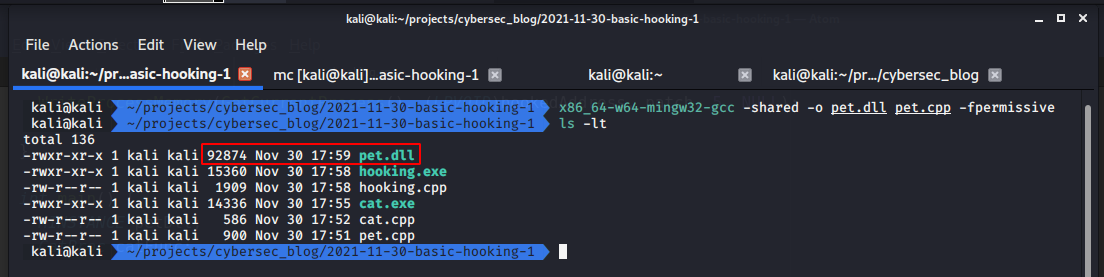 kali@kali:~/projects/cybersec_blog/2021-11-30-basic-hooking-1
File Actions Edit View Help
kali@kali:~/pr...asic-hooking-1 mc [kali@kali]...asic-hooking-1 kali@kali:~ kali@kali:~/pr.../cybersec_blog
kali@kali ~/projects/cybersec_blog/2021-11-30-basic-hooking-1 x86_64-w64-mingw32-gcc -shared -o pet.dll pet.cpp -fpermissive
kali@kali ~/projects/cybersec_blog/2021-11-30-basic-hooking-1 ls -lt
total 136
-rwxr-xr-x 1 kali kali 92874 Nov 30 17:59 pet.dll
-rwxr-xr-x 1 kali kali 15360 Nov 30 17:58 hooking.exe
-rw-r--r-- 1 kali kali 1909 Nov 30 17:58 hooking.cpp
-rwxr-xr-x 1 kali kali 14336 Nov 30 17:55 cat.exe
-rw-r--r-- 1 kali kali 586 Nov 30 17:52 cat.cpp
-rw-r--r-- 1 kali kali 900 Nov 30 17:51 pet.cpp
kali@kali ~/projects/cybersec_blog/2021-11-30-basic-hooking-1